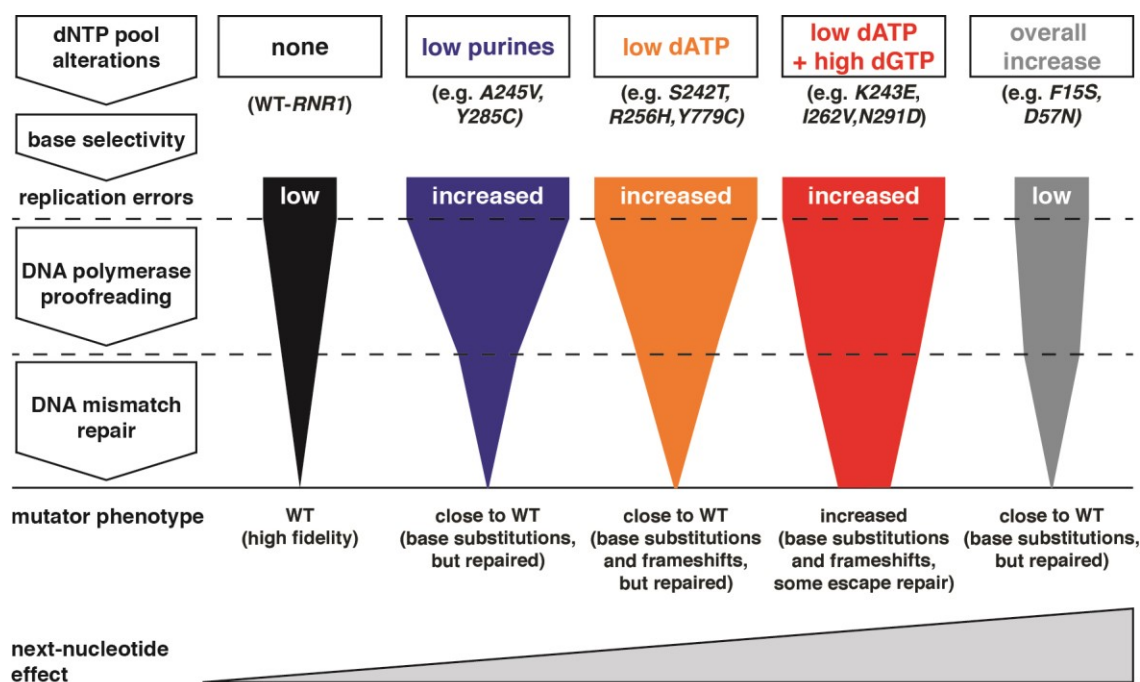 dNTP pool
alterations
none
low purines
low dATP
low dATP
+ high dGTP
overall
increase
(WT-RNR1)
(e.g. A245V,
Y285C)
(e.g. S242T,
R256H,Y779C)
(e.g. K243E,
I262V,N291D)
(e.g. F15S,
D57N)
base selectivity
replication errors
low
increased
increased
increased
low
DNA polymerase
proofreading
DNA mismatch
repair
mutator phenotype
WT
(high fidelity)
close to WT
(base substitutions,
but repaired)
close to WT
(base substitutions
and frameshifts,
but repaired)
increased
(base substitutions
and frameshifts,
some escape repair)
close to WT
(base substitutions,
but repaired)
next-nucleotide
effect